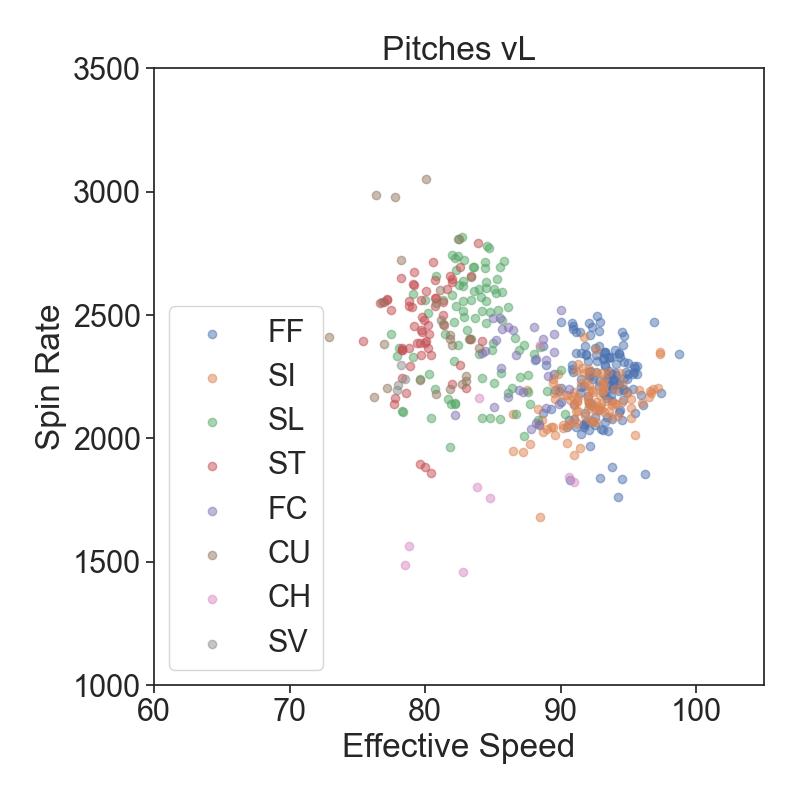 Pitches vL
3500
3000
2500
2000
1500
1000
Spin Rate
FF
SI
SL
ST
FC
CU
CH
SV
60 70 80 90 100
Effective Speed